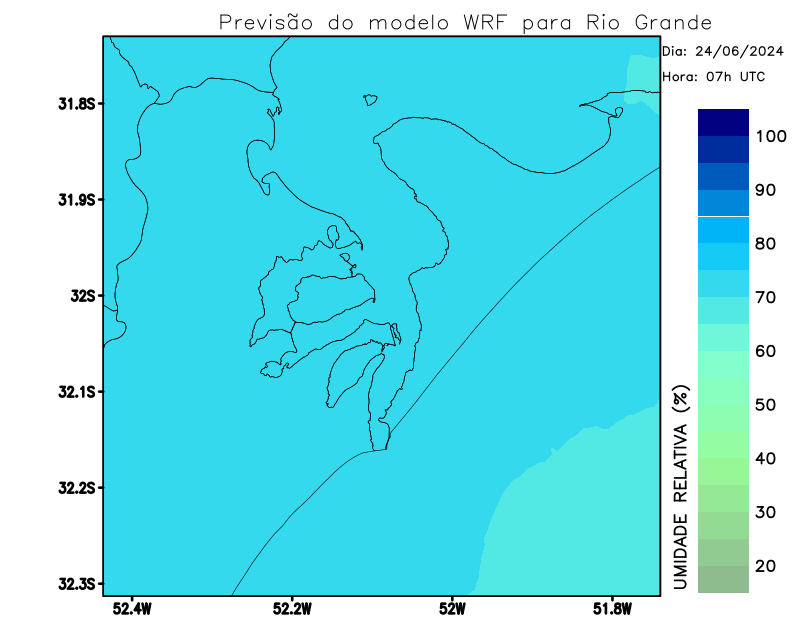 Previsão do modelo WRF para Rio Grande
Dia: 24/06/2024
Hora: 07h UTC
31.8S
31.9S
32S
32.1S
32.2S
32.3S
52.4W
52.2W
52W
51.8W
100
90
80
70
60
50
40
30
20
UMIDADE RELATIVA (%)